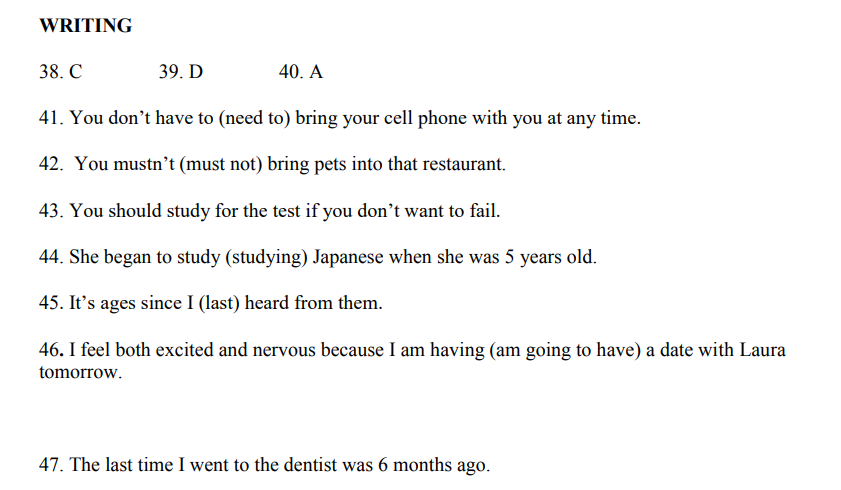 WRITING
38. C 39. D 40. A
41. You don’t have to (need to) bring your cell phone with you at any time.
42. You mustn’t (must not) bring pets into that restaurant.
43. You should study for the test if you don’t want to fail.
44. She began to study (studying) Japanese when she was 5 years old.
45. It’s ages since I (last) heard from them.
46. I feel both excited and nervous because I am having (am going to have) a date with Laura
tomorrow.
47. The last time I went to the dentist was 6 months ago.